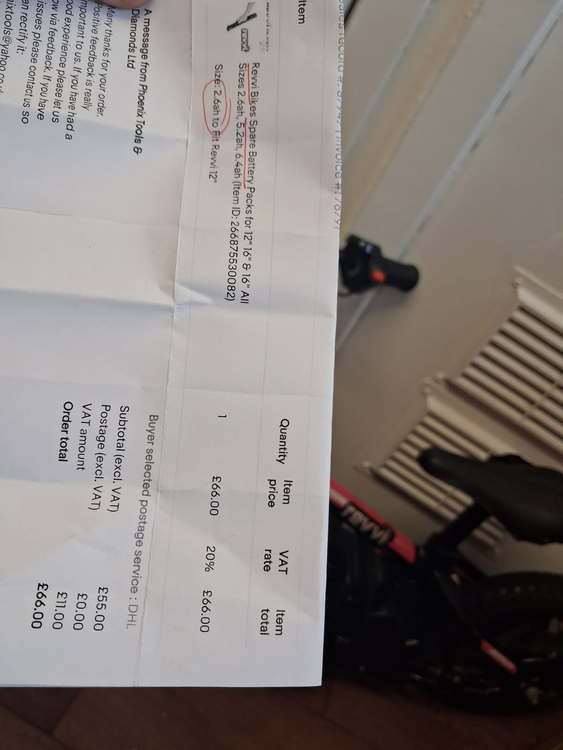 Invoice #:
Item
Quantity
Item price
VAT rate
Item total
Revvi Bikes Spare Battery Packs for 12" 16" & 16" All
Sizes 2.6ah, 5.2ah, 6.4ah (Item ID: 266875530082)
Size: 2.6ah to Fit Revvi 12"
1
£66.00
20%
£66.00
Buyer selected postage service : DHL
Subtotal (excl. VAT) £55.00
Postage (excl. VAT) £0.00
VAT amount £11.00
Order total £66.00
A message from Phoenix Tools &
Diamonds Ltd
thanks for your order.
feedback is really
to us. If you have had a
experience please let us
via feedback. If you have
issues please contact us so
rectify it:
revvi